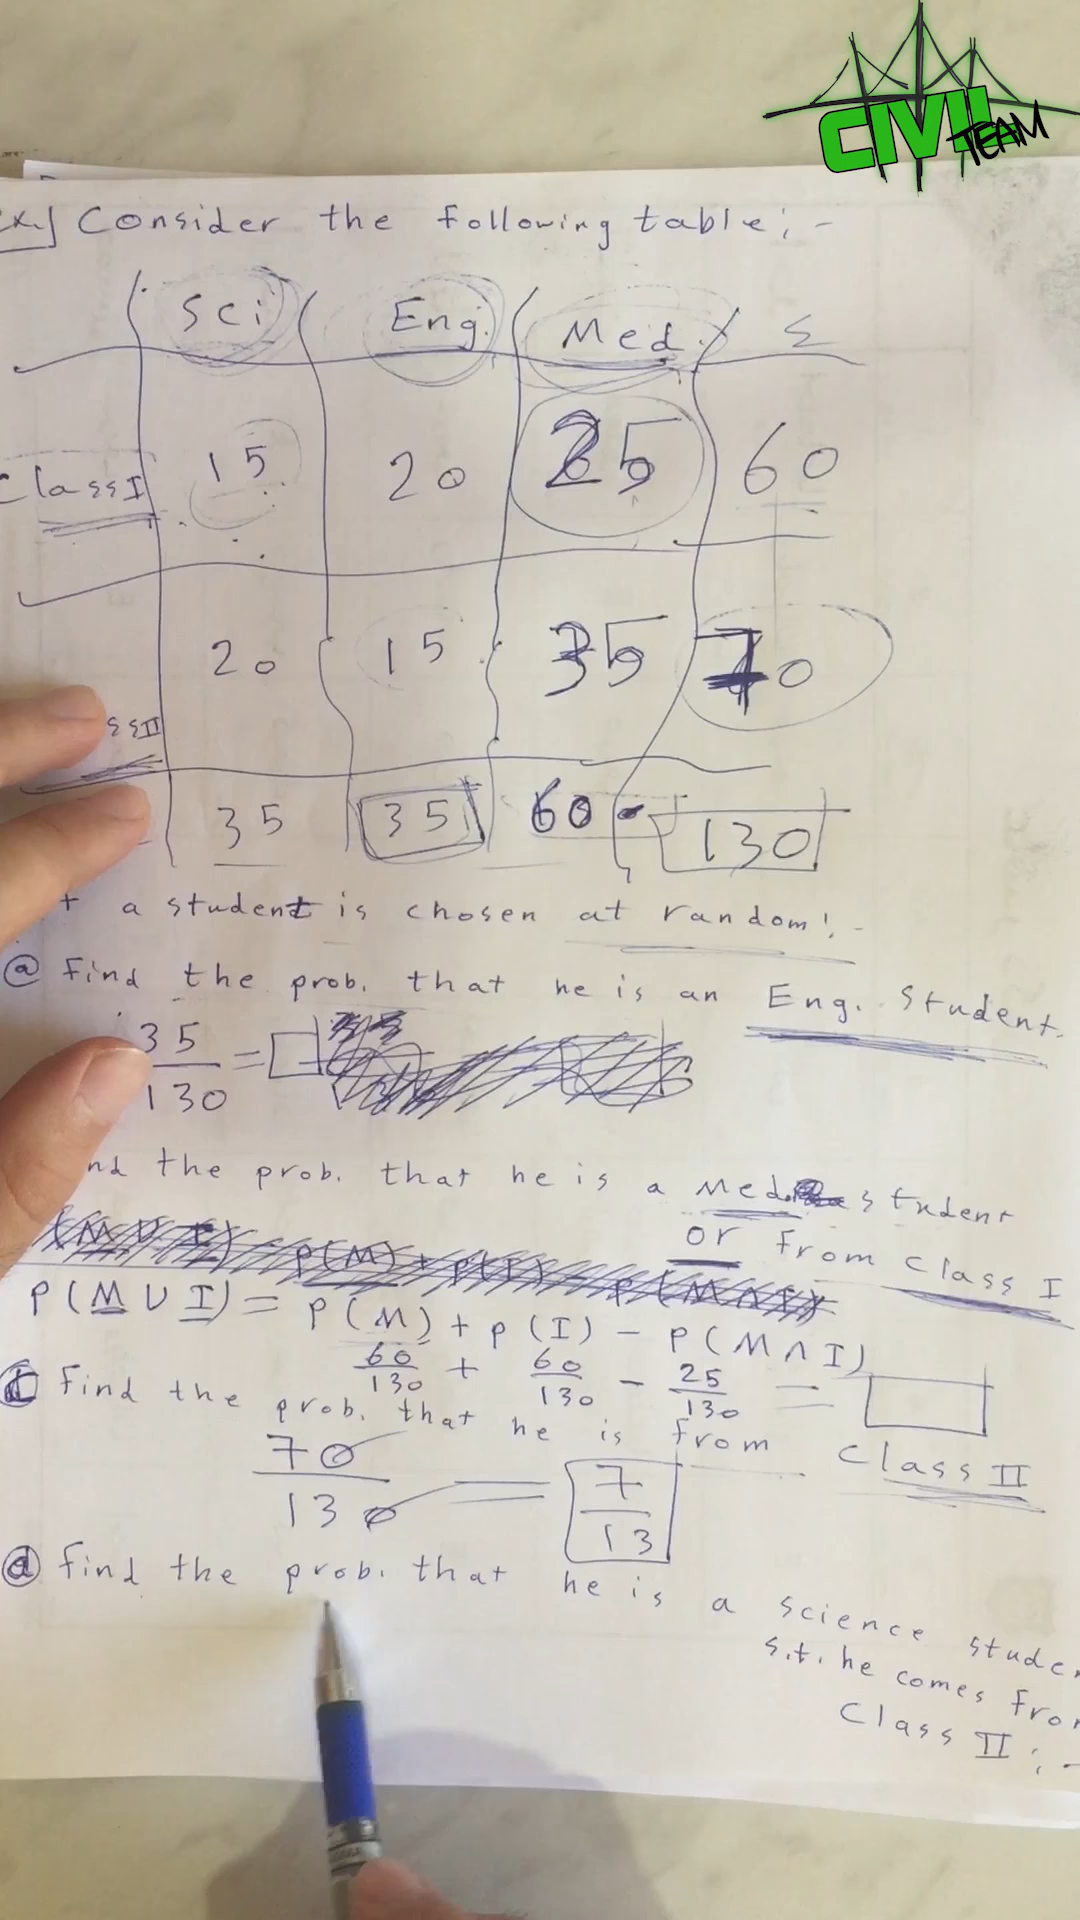 CIVIL
TEAM
Ex.] Consider the following table:-
Sci Eng. Med. Σ
Class I 15 20 25 60
ssII 20 15 35 70
35 35 60 130
t a student is chosen at random:-
(a) Find the prob. that he is an Eng. Student.
35/130 = □
nd the prob. that he is a Med. student
or from class I
P(M∪I) = P(M) + P(I) - P(M∩I)
60/130 + 60/130 - 25/130 = □
Find the prob. that he is from Class II
70/130 = 7/13
(d) Find the prob. that he is a science studen
s.t. he comes from
Class II :-